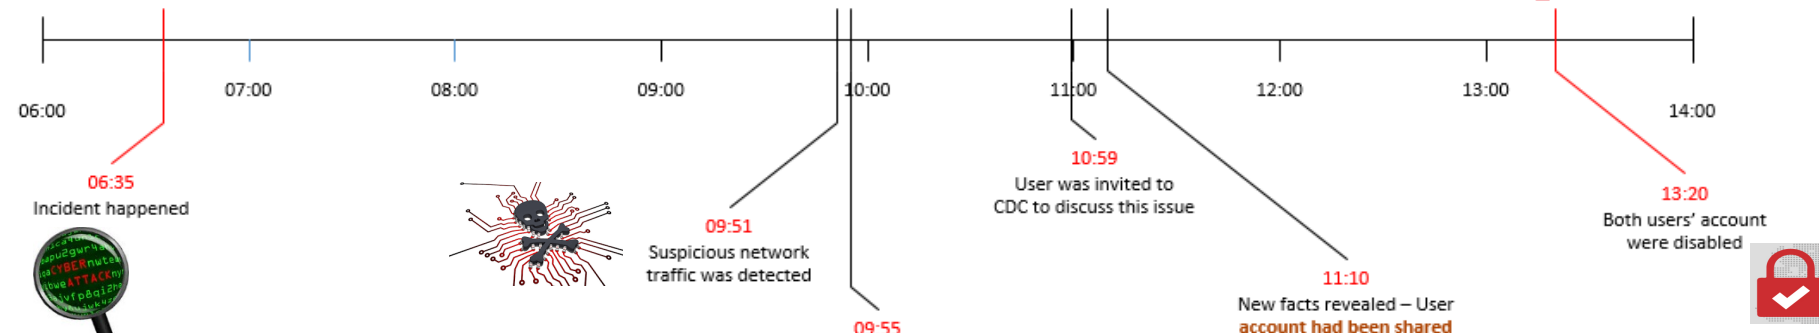 06:00
07:00
08:00
09:00
10:00
11:00
12:00
13:00
14:00
06:35
Incident happened
CYBER
ATTACK
09:51
Suspicious network
traffic was detected
09:55
10:59
User was invited to
CDC to discuss this issue
11:10
New facts revealed – User
account had been shared
13:20
Both users’ account
were disabled